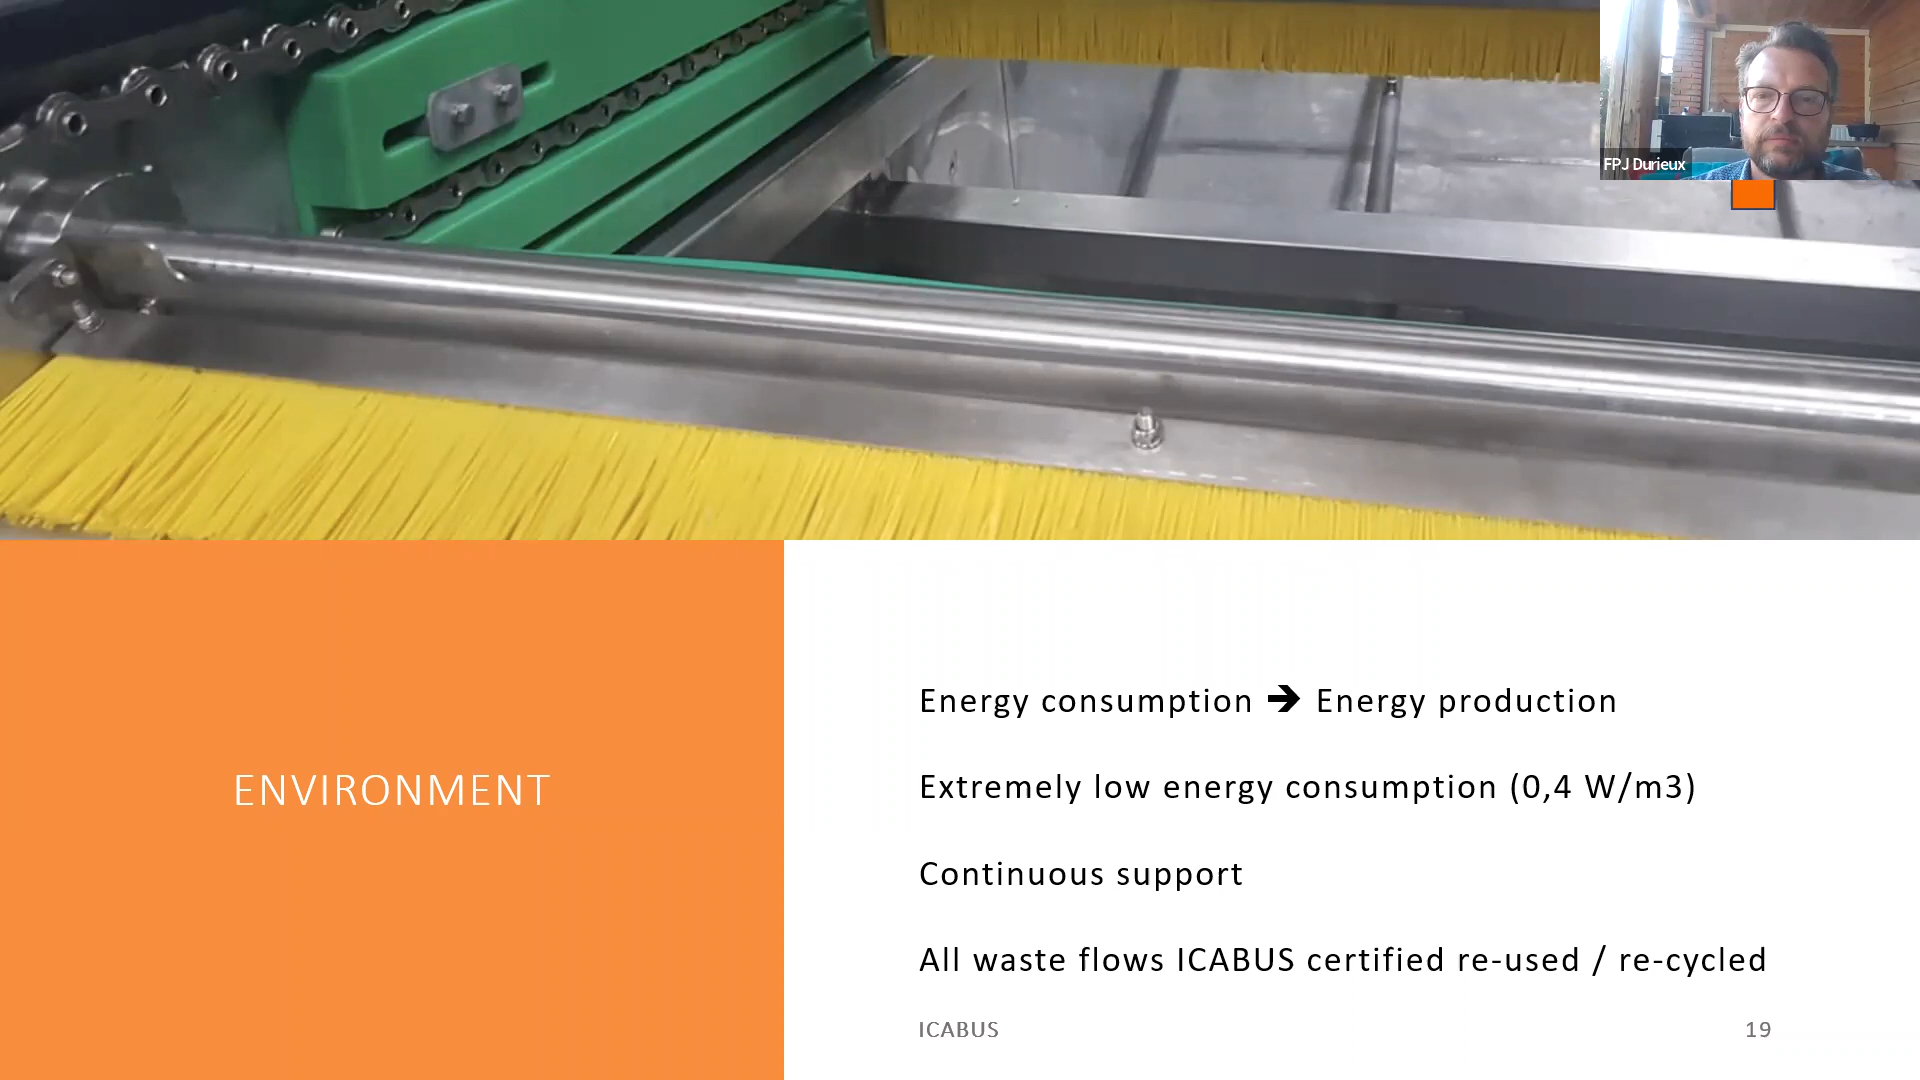 FPJ Durieux
ENVIRONMENT
Energy consumption 🡺 Energy production
Extremely low energy consumption (0,4 W/m3)
Continuous support
All waste flows ICABUS certified re-used / re-cycled
ICABUS
19